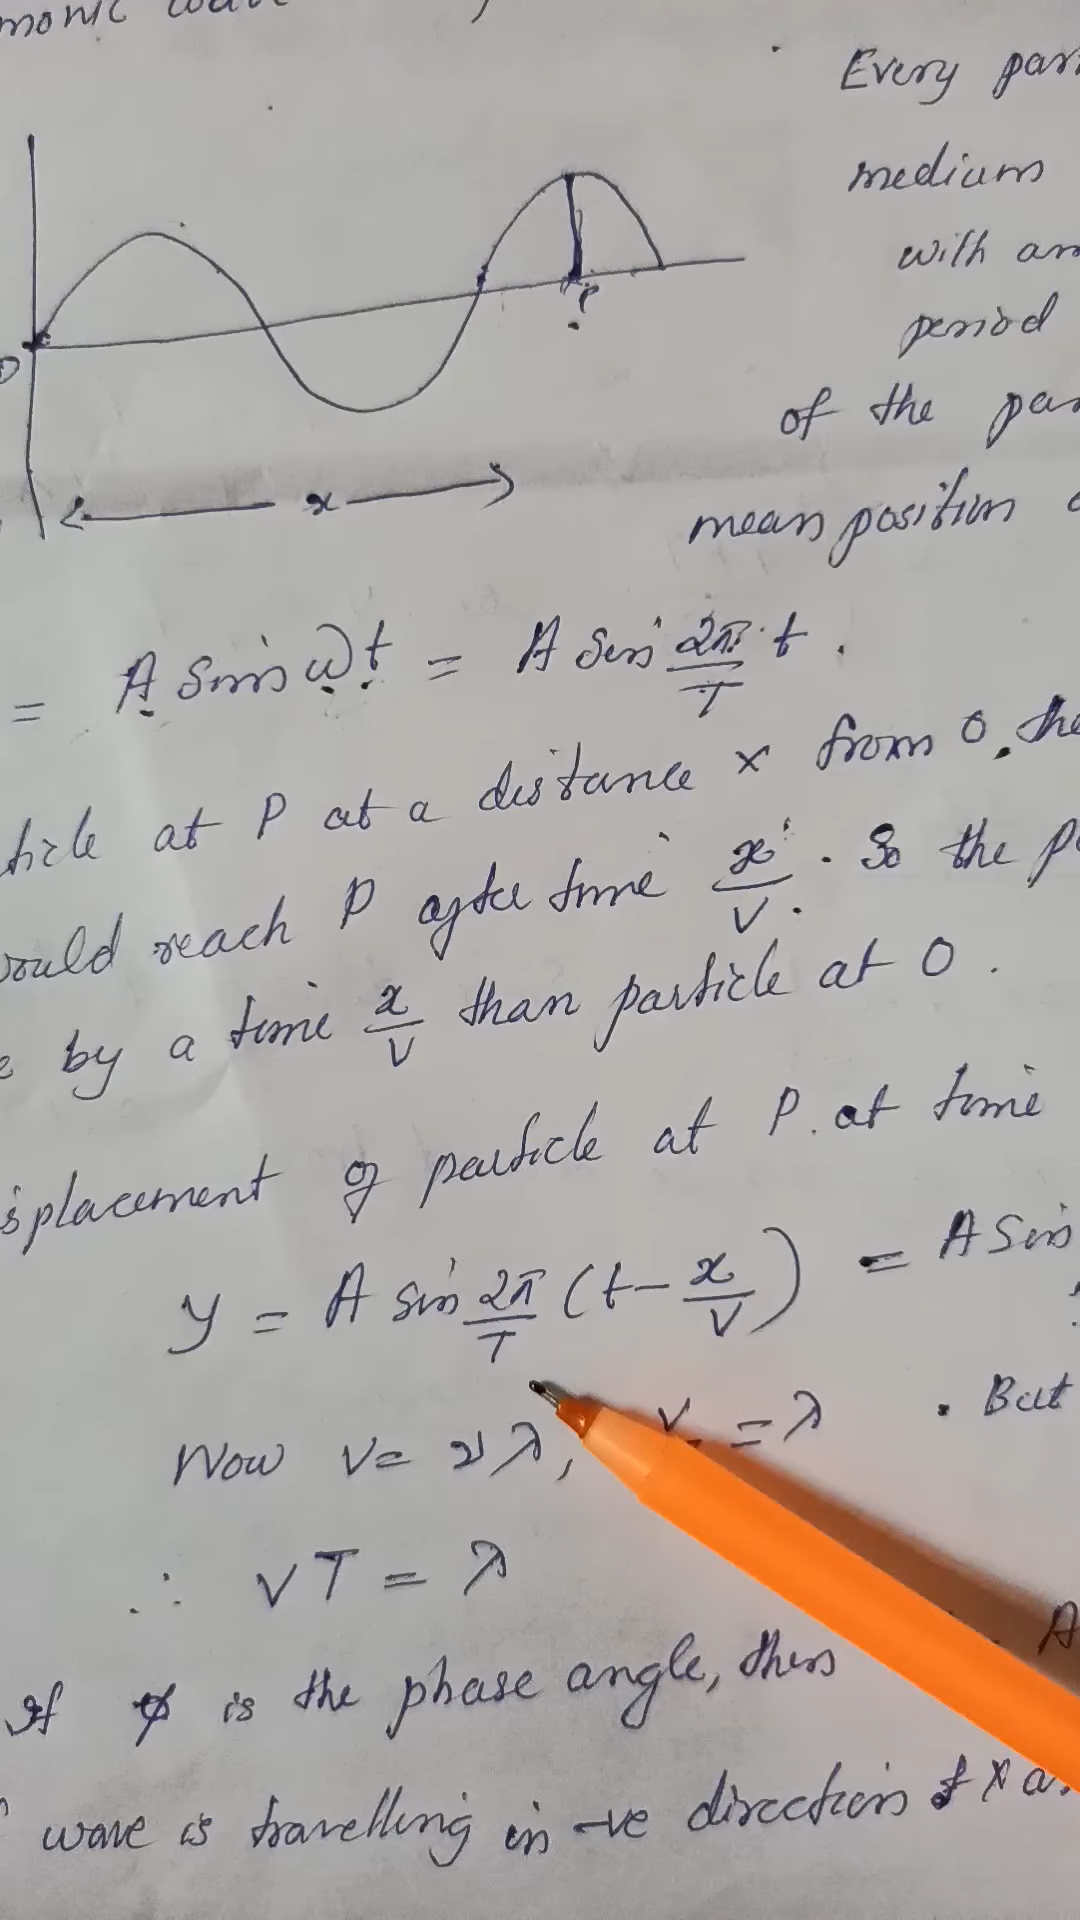 monic wave
Every par
medium
with am
period
of the par
mean position
O
P
x
= A sin ωt = A sin 2π/T t .
ticle at P at a distance x from O, the
would reach P after time x/V . So the p
by a time x/V than particle at O .
isplacement of particle at P. at time
y = A sin 2π/T (t - x/V) = A sin
Now V = νλ, V = λ . But
∴ VT = λ
A
If φ is the phase angle, then
wave is travelling in -ve direction of X a